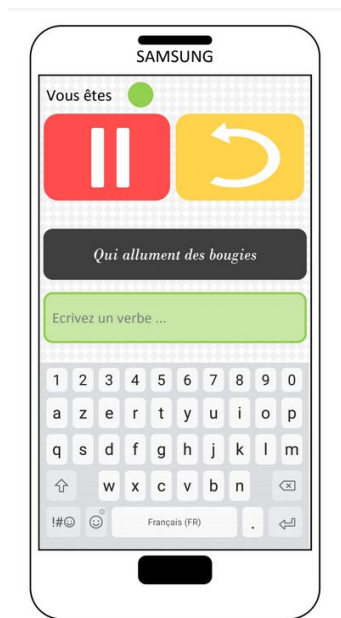 SAMSUNG
Vous êtes
Qui allument des bougies
Ecrivez un verbe ...
1 2 3 4 5 6 7 8 9 0
a z e r t y u i o p
q s d f g h j k l m
w x c v b n
!#☺ Français (FR) .